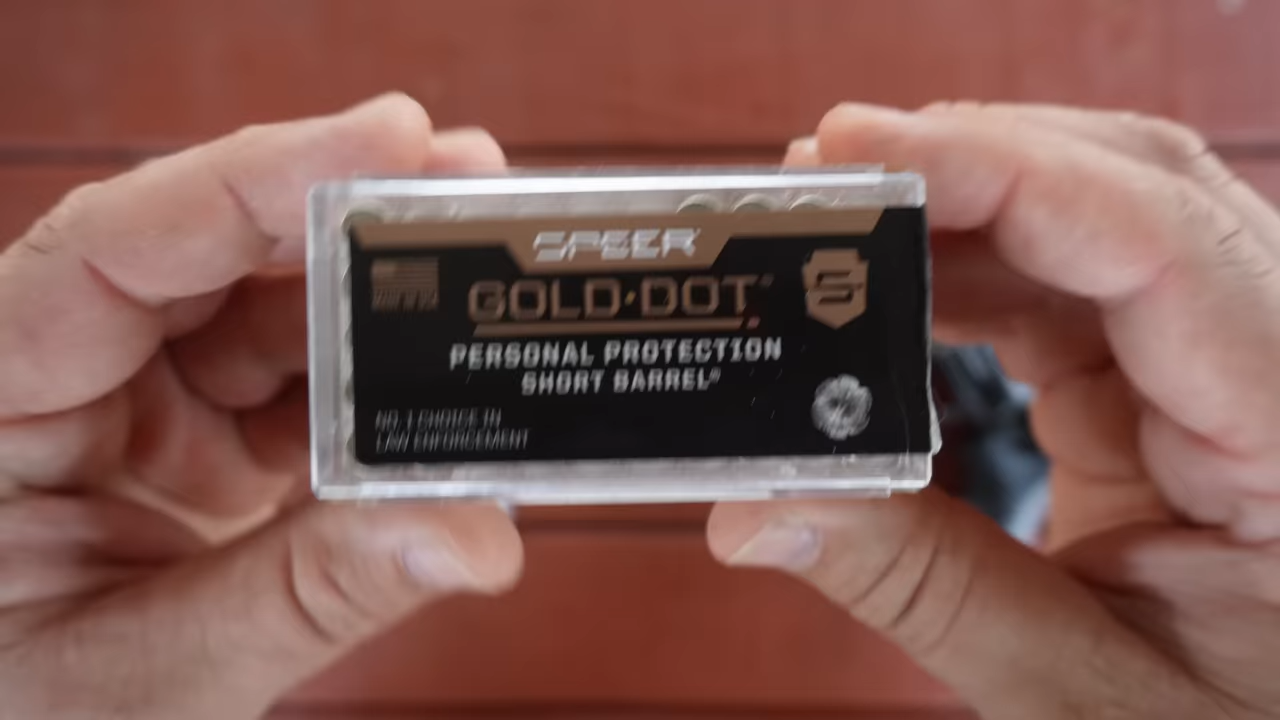 SPEER
GOLD DOT
PERSONAL PROTECTION
SHORT BARREL®
NO. 1 CHOICE IN
LAW ENFORCEMENT